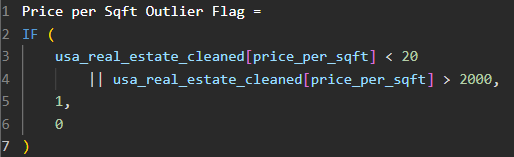 1 Price per Sqft Outlier Flag =
2 IF (
3     usa_real_estate_cleaned[price_per_sqft] < 20
4         || usa_real_estate_cleaned[price_per_sqft] > 2000,
5     1,
6     0
7 )